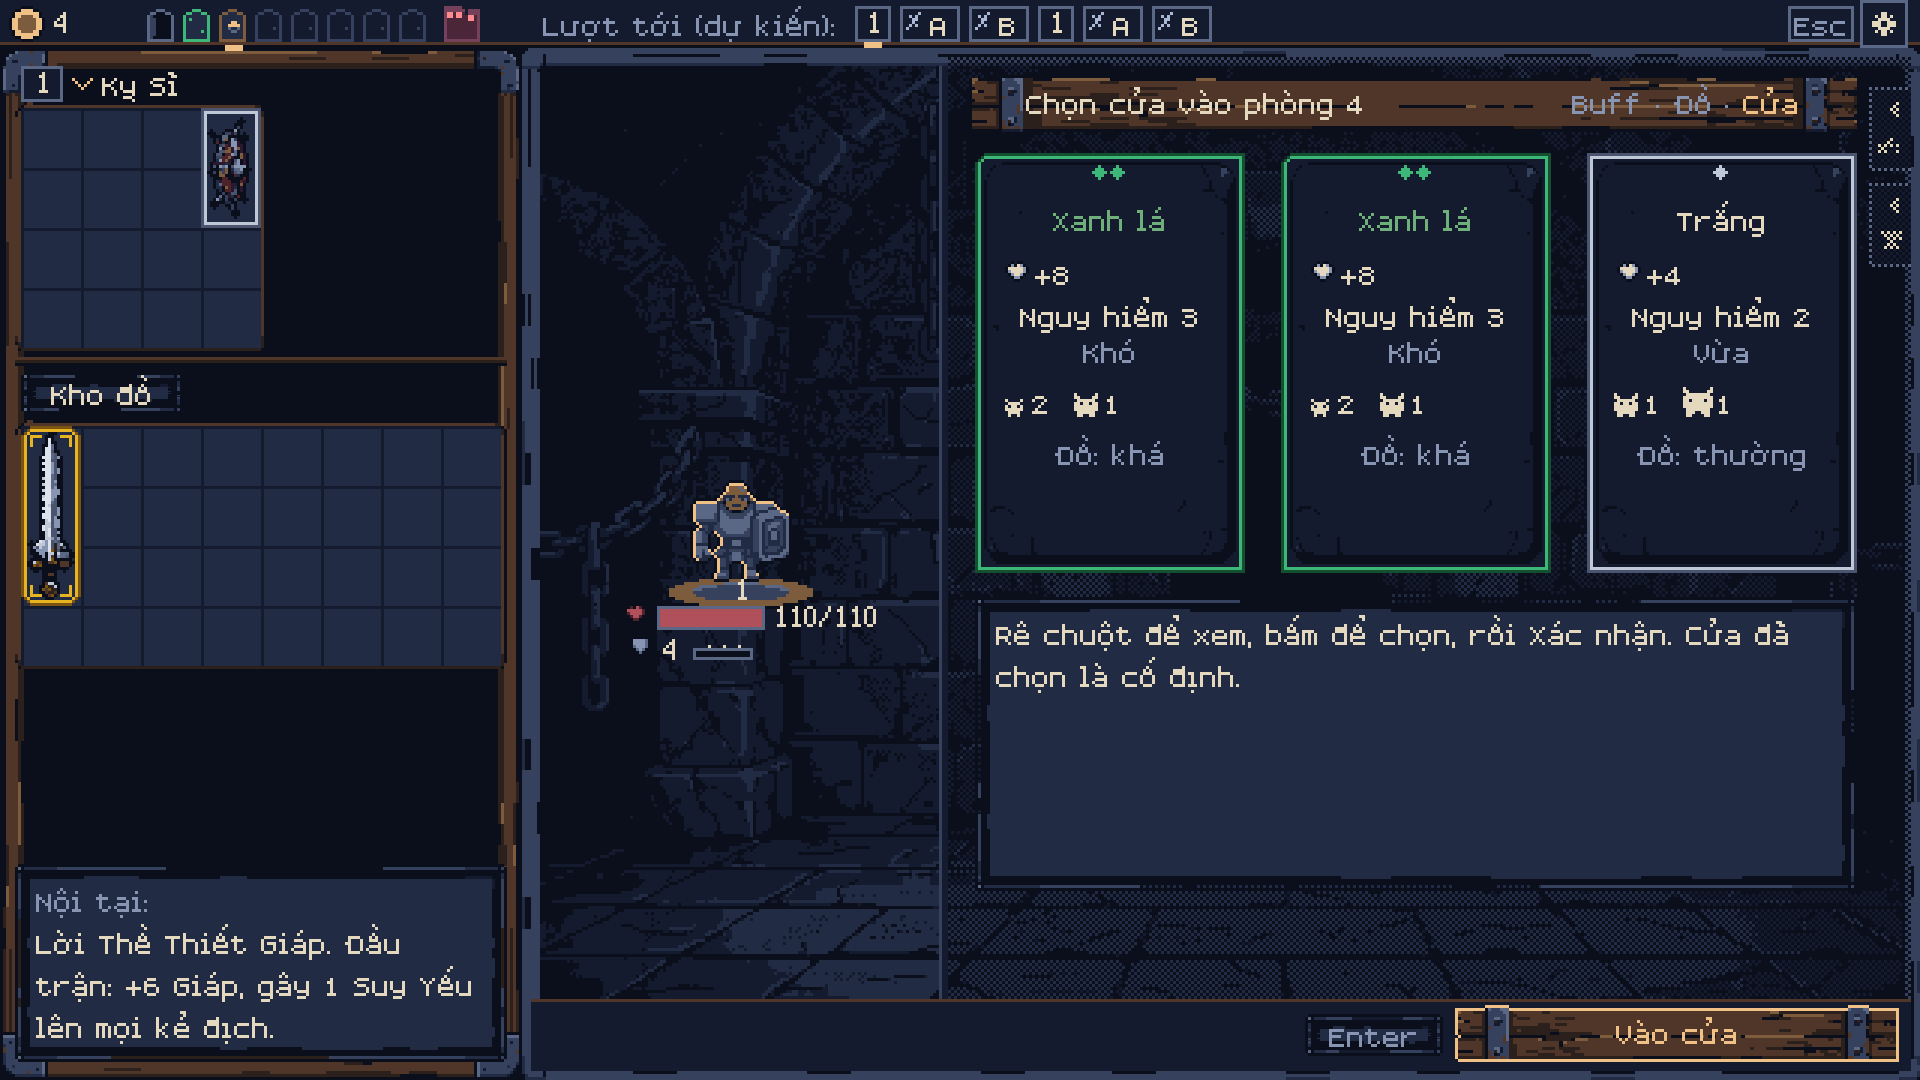 4
Lượt tới (dự kiến): 1 A B 1 A B
Esc
1 Kỵ Sĩ
Kho đồ
Nội tại:
Lời Thề Thiết Giáp. Đầu
trận: +6 Giáp, gây 1 Suy Yếu
lên mọi kẻ địch.
1
110/110
4
Chọn cửa vào phòng 4
Buff · Đồ · Cửa
Xanh lá
+8
Nguy hiểm 3
Khó
2 1
Đồ: khá
Xanh lá
+8
Nguy hiểm 3
Khó
2 1
Đồ: khá
Trắng
+4
Nguy hiểm 2
Vừa
1 1
Đồ: thường
Rê chuột để xem, bấm để chọn, rồi Xác nhận. Cửa đã
chọn là cố định.
Enter
Vào cửa